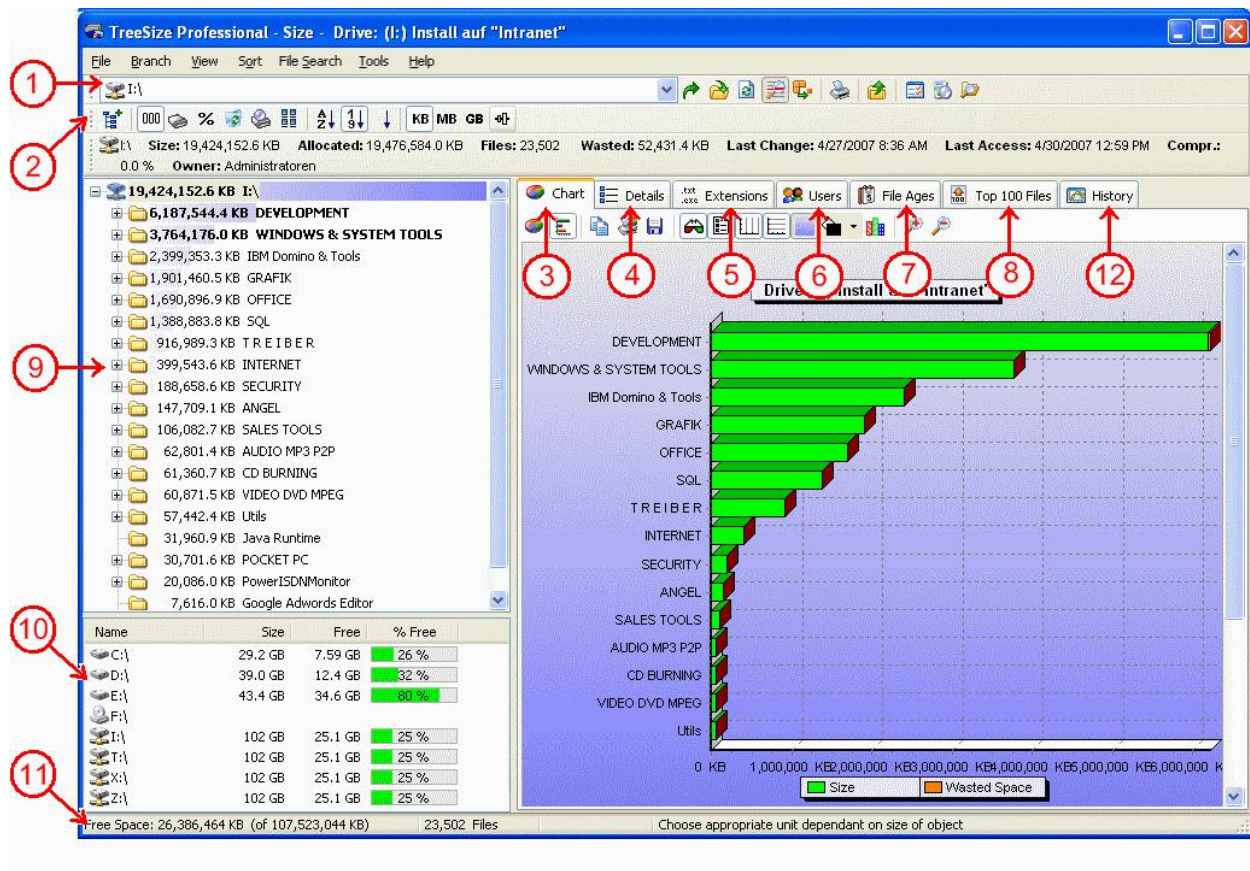 TreeSize Professional - Size - Drive: (I:) Install auf "Intranet"
File Branch View Sort File Search Tools Help
1
I:\
2
000 % KB MB GB
I:\ Size: 19,424,152.6 KB Allocated: 19,476,584.0 KB Files: 23,502 Wasted: 52,431.4 KB Last Change: 4/27/2007 8:36 AM Last Access: 4/30/2007 12:59 PM Compr.:
0.0 % Owner: Administratoren
19,424,152.6 KB I:\
6,187,544.4 KB DEVELOPMENT
3,764,176.0 KB WINDOWS & SYSTEM TOOLS
2,399,353.3 KB IBM Domino & Tools
1,901,460.5 KB GRAFIK
1,690,896.9 KB OFFICE
1,388,883.8 KB SQL
916,989.3 KB T R E I B E R
9
399,543.6 KB INTERNET
188,658.6 KB SECURITY
147,709.1 KB ANGEL
106,082.7 KB SALES TOOLS
62,801.4 KB AUDIO MP3 P2P
61,360.7 KB CD BURNING
60,871.5 KB VIDEO DVD MPEG
57,442.4 KB Utils
31,960.9 KB Java Runtime
30,701.6 KB POCKET PC
20,086.0 KB PowerISDNMonitor
7,616.0 KB Google Adwords Editor
Chart Details Extensions Users File Ages Top 100 Files History
3 4 5 6 7 8 12
Drive Install auf Intranet"
DEVELOPMENT
WINDOWS & SYSTEM TOOLS
IBM Domino & Tools
GRAFIK
OFFICE
SQL
T R E I B E R
INTERNET
SECURITY
ANGEL
SALES TOOLS
AUDIO MP3 P2P
CD BURNING
VIDEO DVD MPEG
Utils
0 KB 1,000,000 KB 2,000,000 KB 3,000,000 KB 4,000,000 KB 5,000,000 KB 6,000,000 K
Size Wasted Space
10
Name Size Free % Free
C:\ 29.2 GB 7.59 GB 26 %
D:\ 39.0 GB 12.4 GB 32 %
E:\ 43.4 GB 34.6 GB 80 %
F:\
I:\ 102 GB 25.1 GB 25 %
T:\ 102 GB 25.1 GB 25 %
X:\ 102 GB 25.1 GB 25 %
Z:\ 102 GB 25.1 GB 25 %
11
Free Space: 26,386,464 KB (of 107,523,044 KB) 23,502 Files Choose appropriate unit dependant on size of object